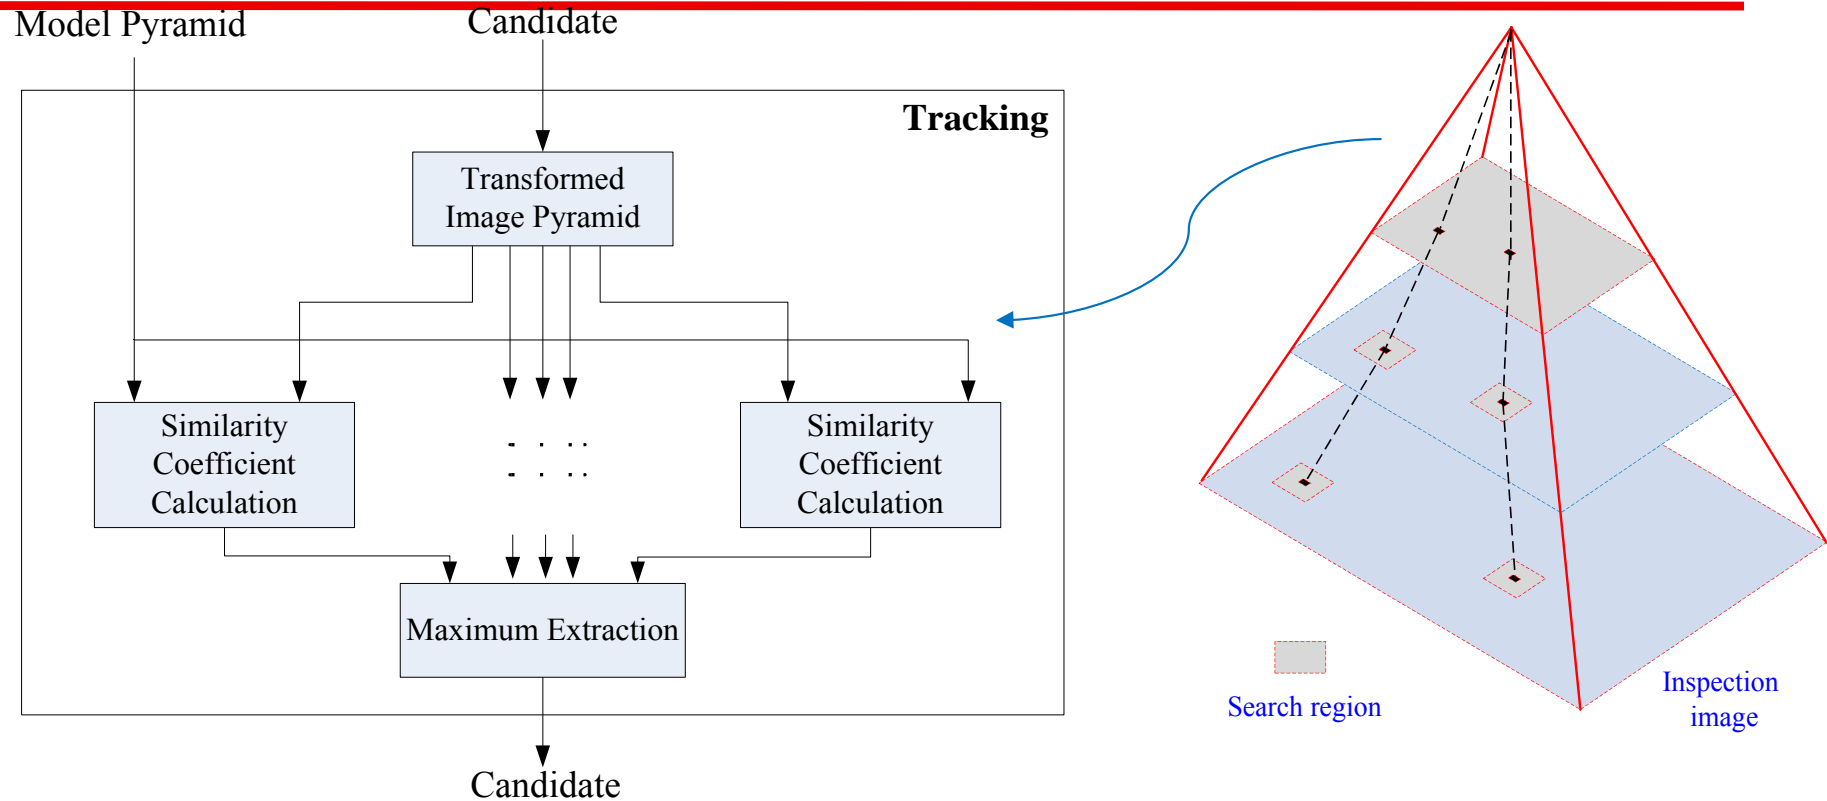 Model Pyramid
Candidate
Tracking
Transformed
Image Pyramid
Similarity
Coefficient
Calculation
Similarity
Coefficient
Calculation
Maximum Extraction
Candidate
Search region
Inspection
image